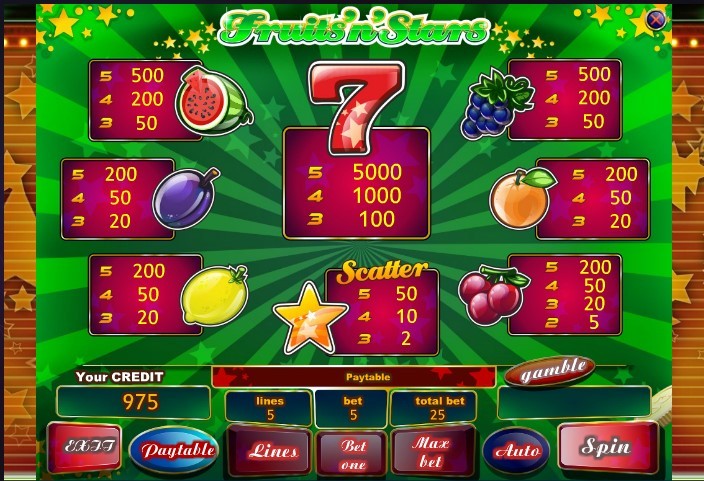 Fruits'n'Stars
5 500
4 200
3 50
5 5000
4 1000
3 100
5 500
4 200
3 50
5 200
4 50
3 20
5 200
4 50
3 20
5 200
4 50
3 20
Scatter
5 50
4 10
3 2
5 200
4 50
3 20
2 5
Your CREDIT
975
Paytable
lines
5
bet
5
total bet
25
gamble
EXIT
Paytable
Lines
Bet
one
Max
bet
Auto
Spin